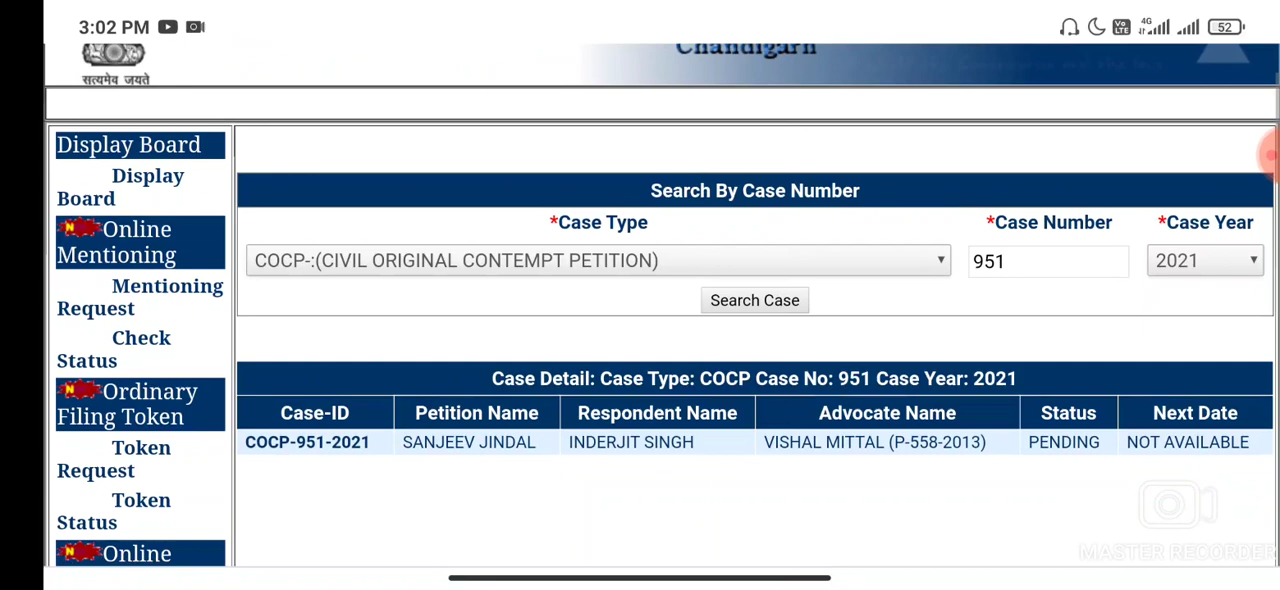 3:02 PM
4G
Vo LTE
52
Chandigarh
सत्यमेव जयते
Display Board
Display
Board
N Online
Mentioning
Mentioning
Request
Check
Status
N Ordinary
Filing Token
Token
Request
Token
Status
N Online
Search By Case Number
*Case Type *Case Number *Case Year
COCP-:(CIVIL ORIGINAL CONTEMPT PETITION) 951 2021
Search Case
Case Detail: Case Type: COCP Case No: 951 Case Year: 2021
Case-ID Petition Name Respondent Name Advocate Name Status Next Date
COCP-951-2021 SANJEEV JINDAL INDERJIT SINGH VISHAL MITTAL (P-558-2013) PENDING NOT AVAILABLE
MASTER RECORDER